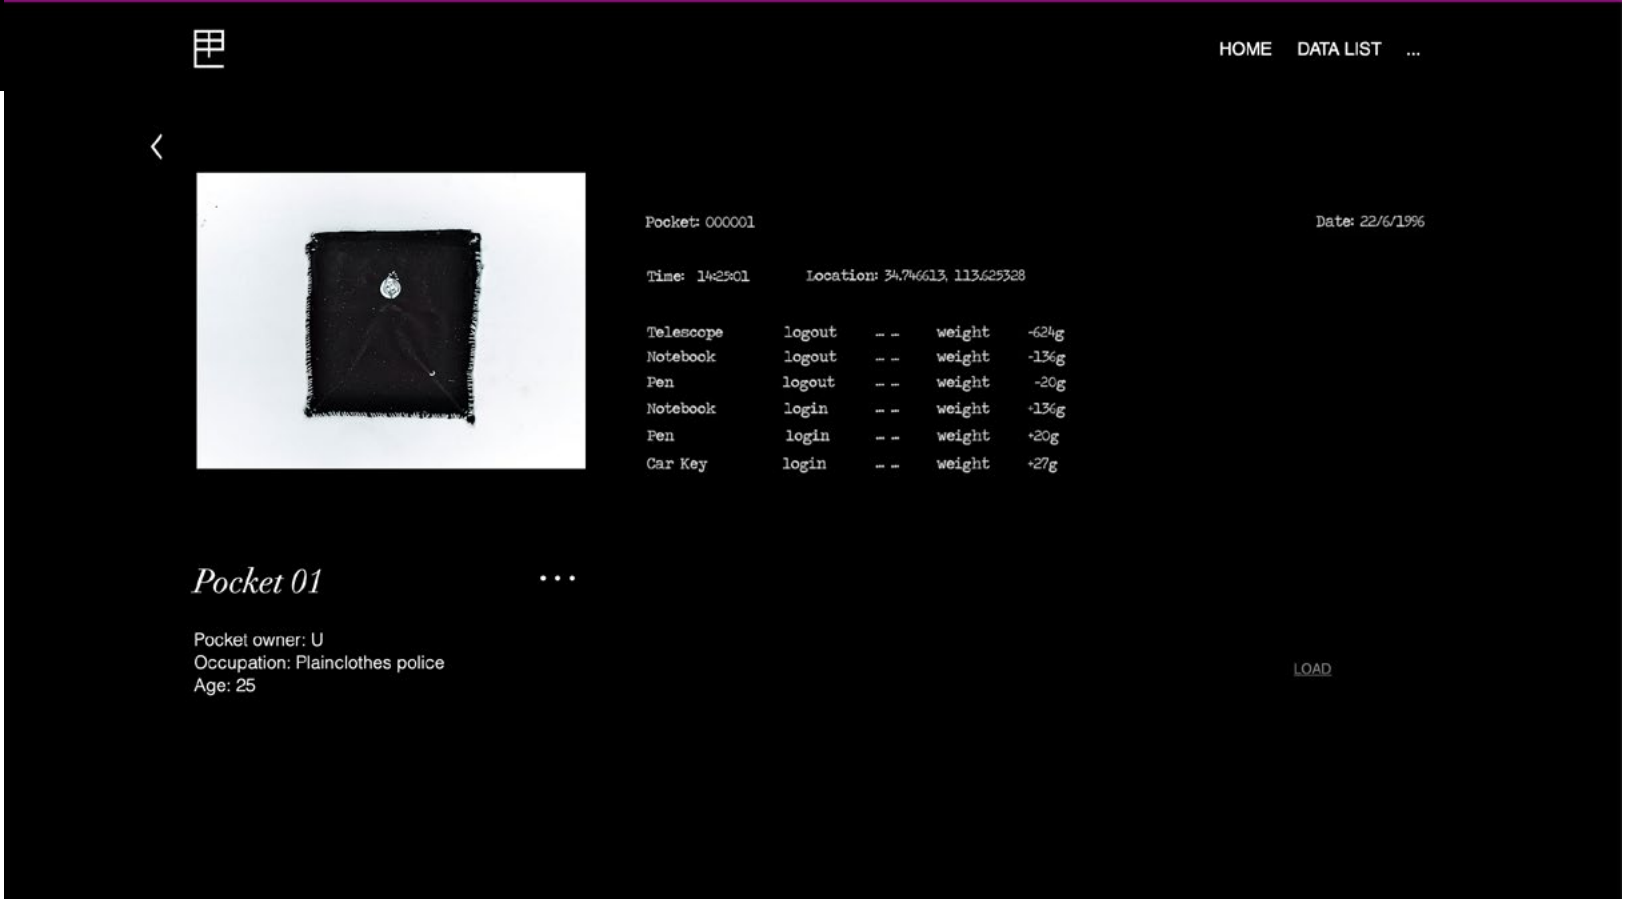 HOME DATA LIST ...
Pocket: 000001 Date: 22/6/1996
Time: 14:25:01 Location: 34.746613, 113.625328
Telescope logout -- -- weight -624g
Notebook logout -- -- weight -136g
Pen logout -- -- weight -20g
Notebook login -- -- weight +136g
Pen login -- -- weight +20g
Car Key login -- -- weight +27g
Pocket 01 ...
Pocket owner: U
Occupation: Plainclothes police
Age: 25
LOAD